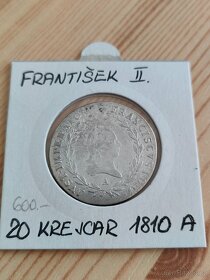 FRANTIŠEK II.
A
600.-
20 KREJCAR 1810 A